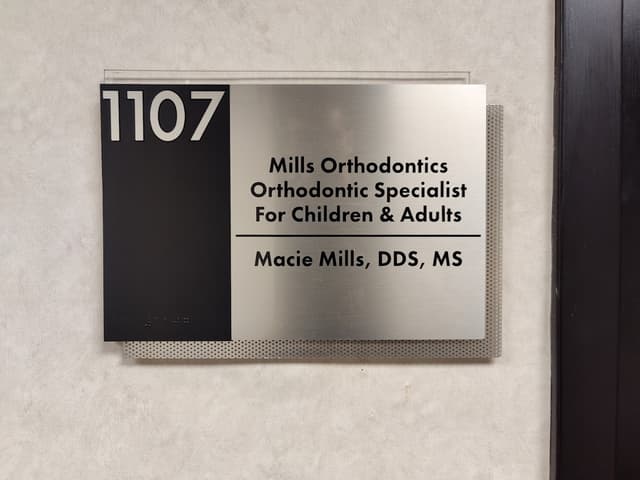 1107
Mills Orthodontics
Orthodontic Specialist
For Children & Adults
Macie Mills, DDS, MS